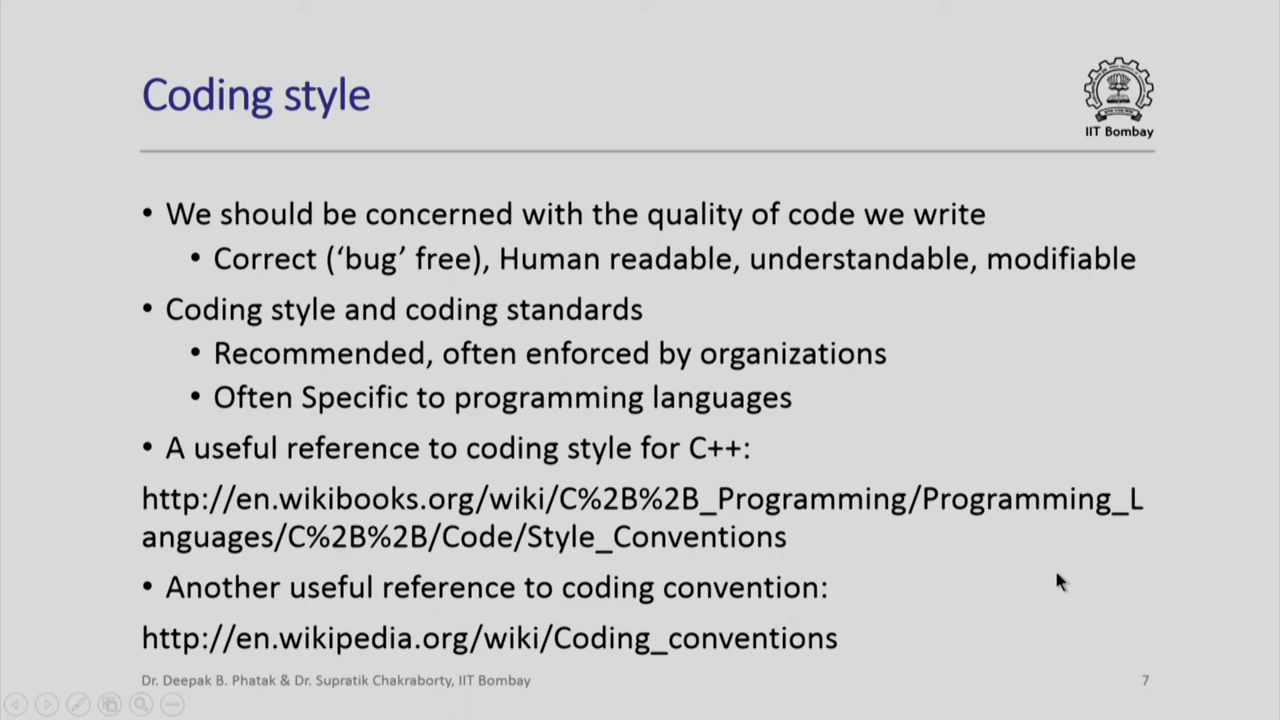 Coding style
IIT Bombay
• We should be concerned with the quality of code we write
• Correct (‘bug’ free), Human readable, understandable, modifiable
• Coding style and coding standards
• Recommended, often enforced by organizations
• Often Specific to programming languages
• A useful reference to coding style for C++:
http://en.wikibooks.org/wiki/C%2B%2B_Programming/Programming_L
anguages/C%2B%2B/Code/Style_Conventions
• Another useful reference to coding convention:
http://en.wikipedia.org/wiki/Coding_conventions
Dr. Deepak B. Phatak & Dr. Supratik Chakraborty, IIT Bombay
7